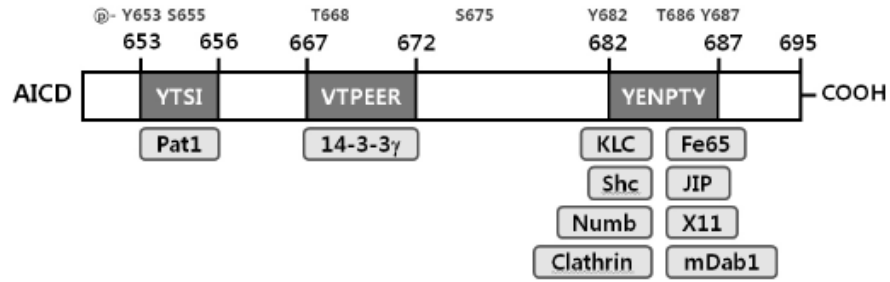 ⓟ- Y653 S655 T668 S675 Y682 T686 Y687
653 656 667 672 682 687 695
AICD YTSI VTPEER YENPTY COOH
Pat1 14-3-3γ KLC Fe65
Shc JIP
Numb X11
Clathrin mDab1